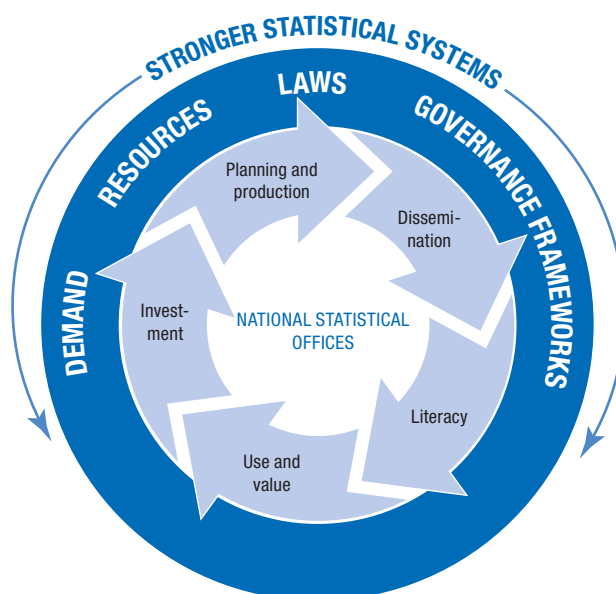 STRONGER STATISTICAL SYSTEMS
DEMAND
RESOURCES
LAWS
GOVERNANCE FRAMEWORKS
Planning and
production
Dissemi-
nation
Literacy
Use and
value
Invest-
ment
NATIONAL STATISTICAL
OFFICES